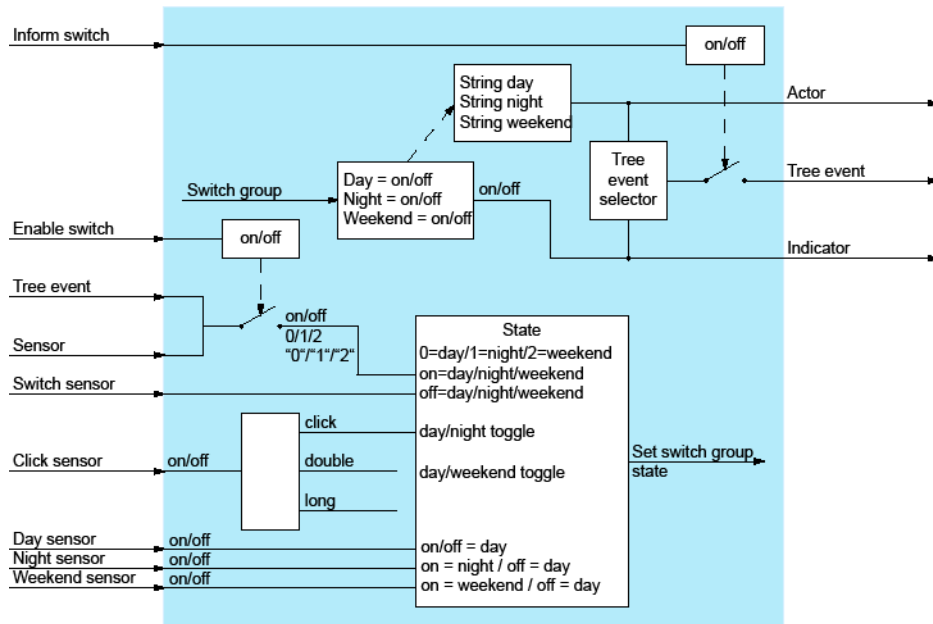 Inform switch
on/off
String day
String night
String weekend
Actor
Tree
event
selector
Tree event
Switch group
Day = on/off
Night = on/off
Weekend = on/off
on/off
Enable switch
on/off
Indicator
Tree event
Sensor
on/off
0/1/2
“0“/“1“/“2“
State
0=day/1=night/2=weekend
on=day/night/weekend
off=day/night/weekend
Switch sensor
click
day/night toggle
Click sensor
on/off
double
day/weekend toggle
Set switch group
state
long
Day sensor
on/off
on/off = day
Night sensor
on/off
on = night / off = day
Weekend sensor
on/off
on = weekend / off = day